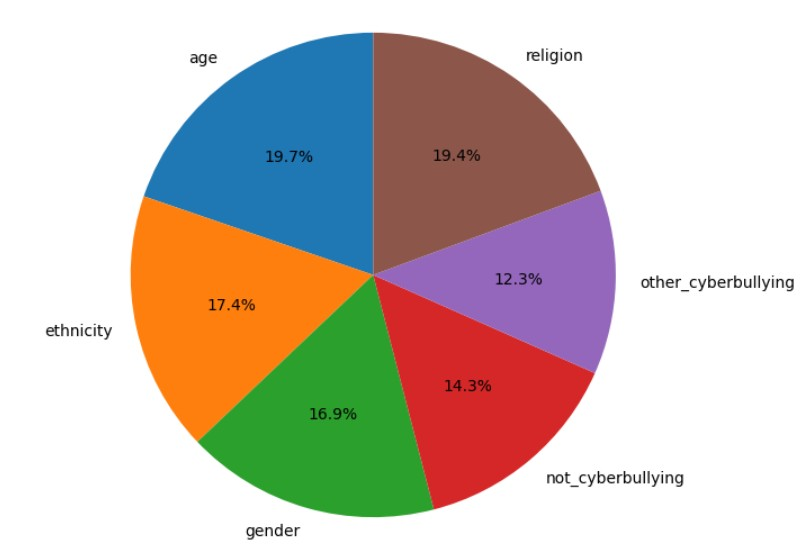 age
religion
19.7%
19.4%
other_cyberbullying
12.3%
17.4%
ethnicity
14.3%
16.9%
not_cyberbullying
gender